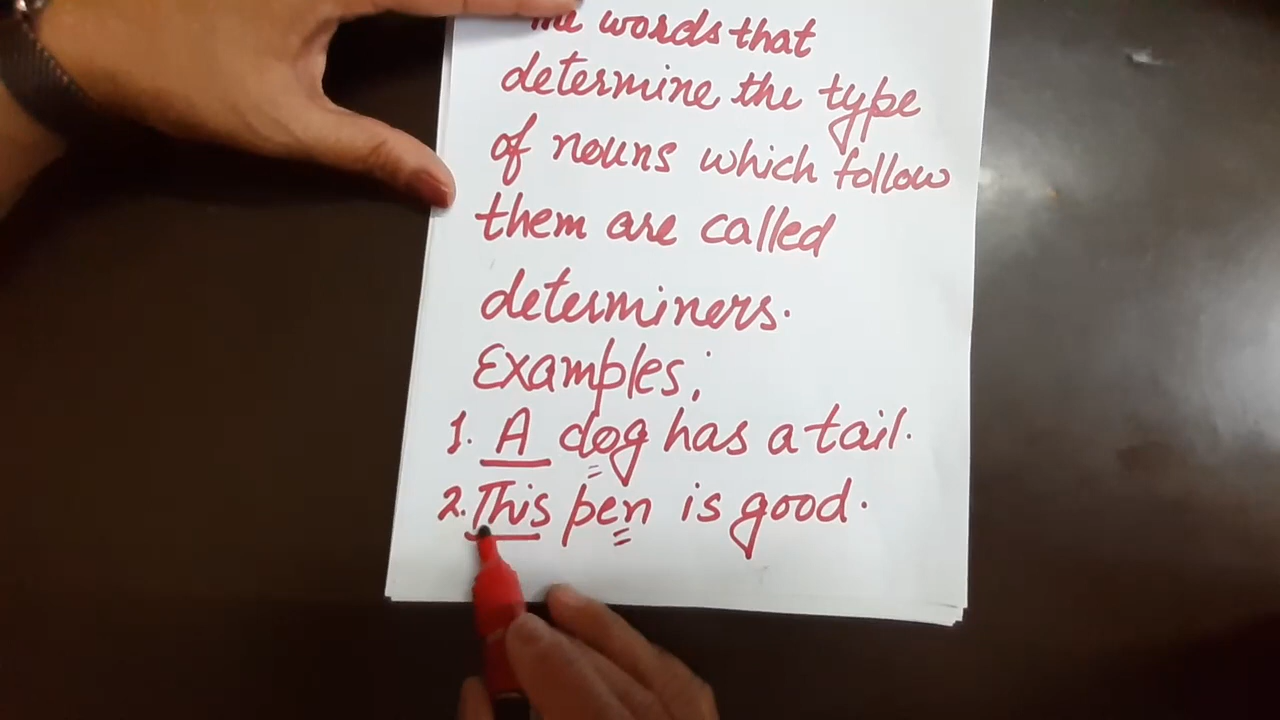 The words that
determine the type
of nouns which follow
them are called
determiners.
Examples;
1. A dog has a tail.
2. This pen is good.